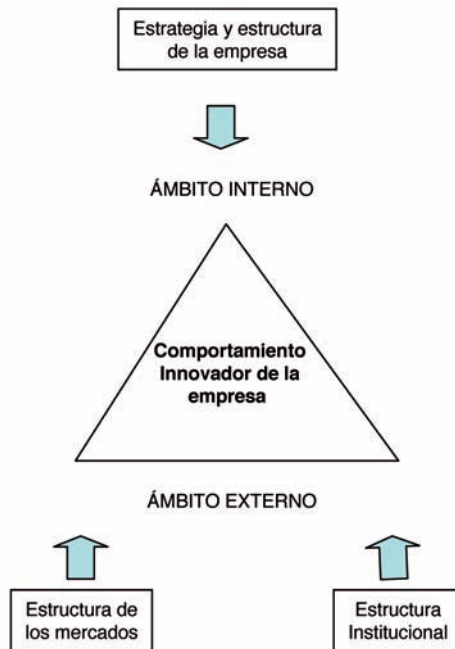 Estrategia y estructura
de la empresa
ÁMBITO INTERNO
Comportamiento
Innovador de la
empresa
ÁMBITO EXTERNO
Estructura de
los mercados
Estructura
Institucional